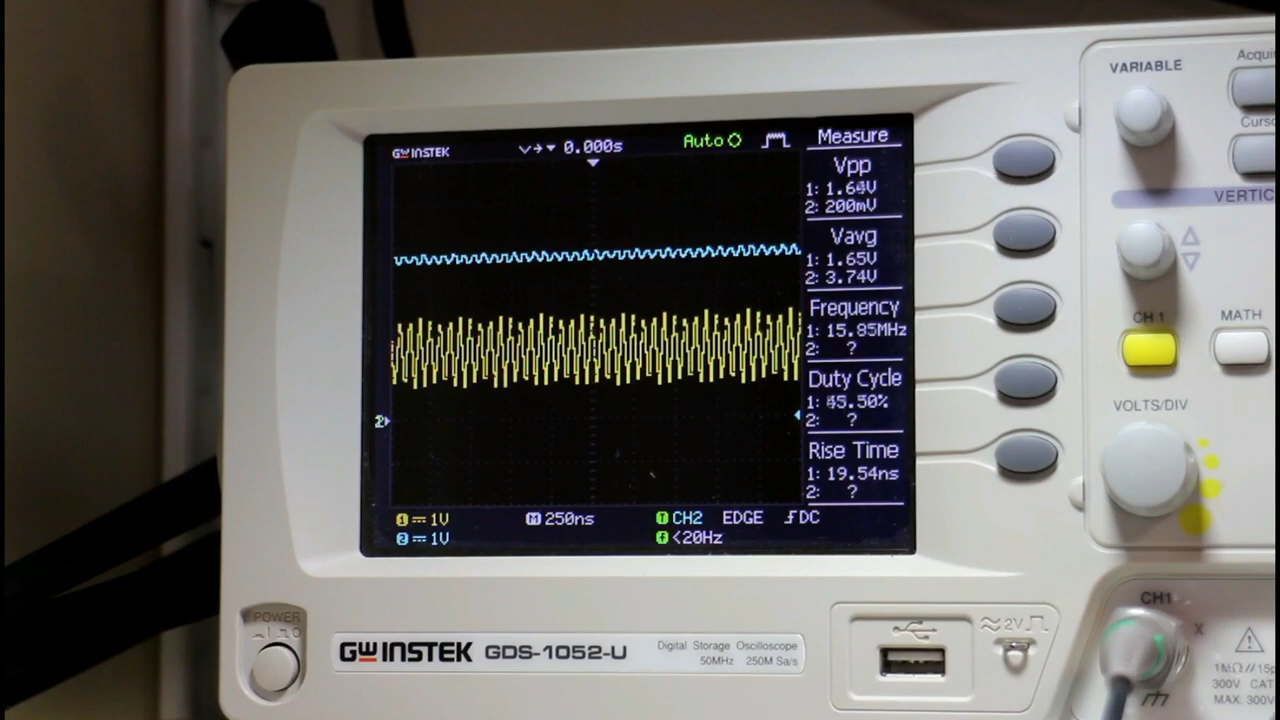 VARIABLE
VERTIC
CH 1
MATH
VOLTS/DIV
GW INSTEK
0.000s
Auto
Measure
Vpp
1: 1.64V
2: 200mV
Vavg
1: 1.65V
2: 3.74V
Frequency
1: 15.85MHz
2: ?
Duty Cycle
1: 45.50%
2: ?
Rise Time
1: 19.54ns
2: ?
1 1V
M 250ns
T CH2 EDGE DC
2 1V
f <20Hz
POWER
GW INSTEK GDS-1052-U
Digital Storage Oscilloscope
50MHz 250M Sa/s
≈2V
CH1
X
300V CAT
MAX. 300V